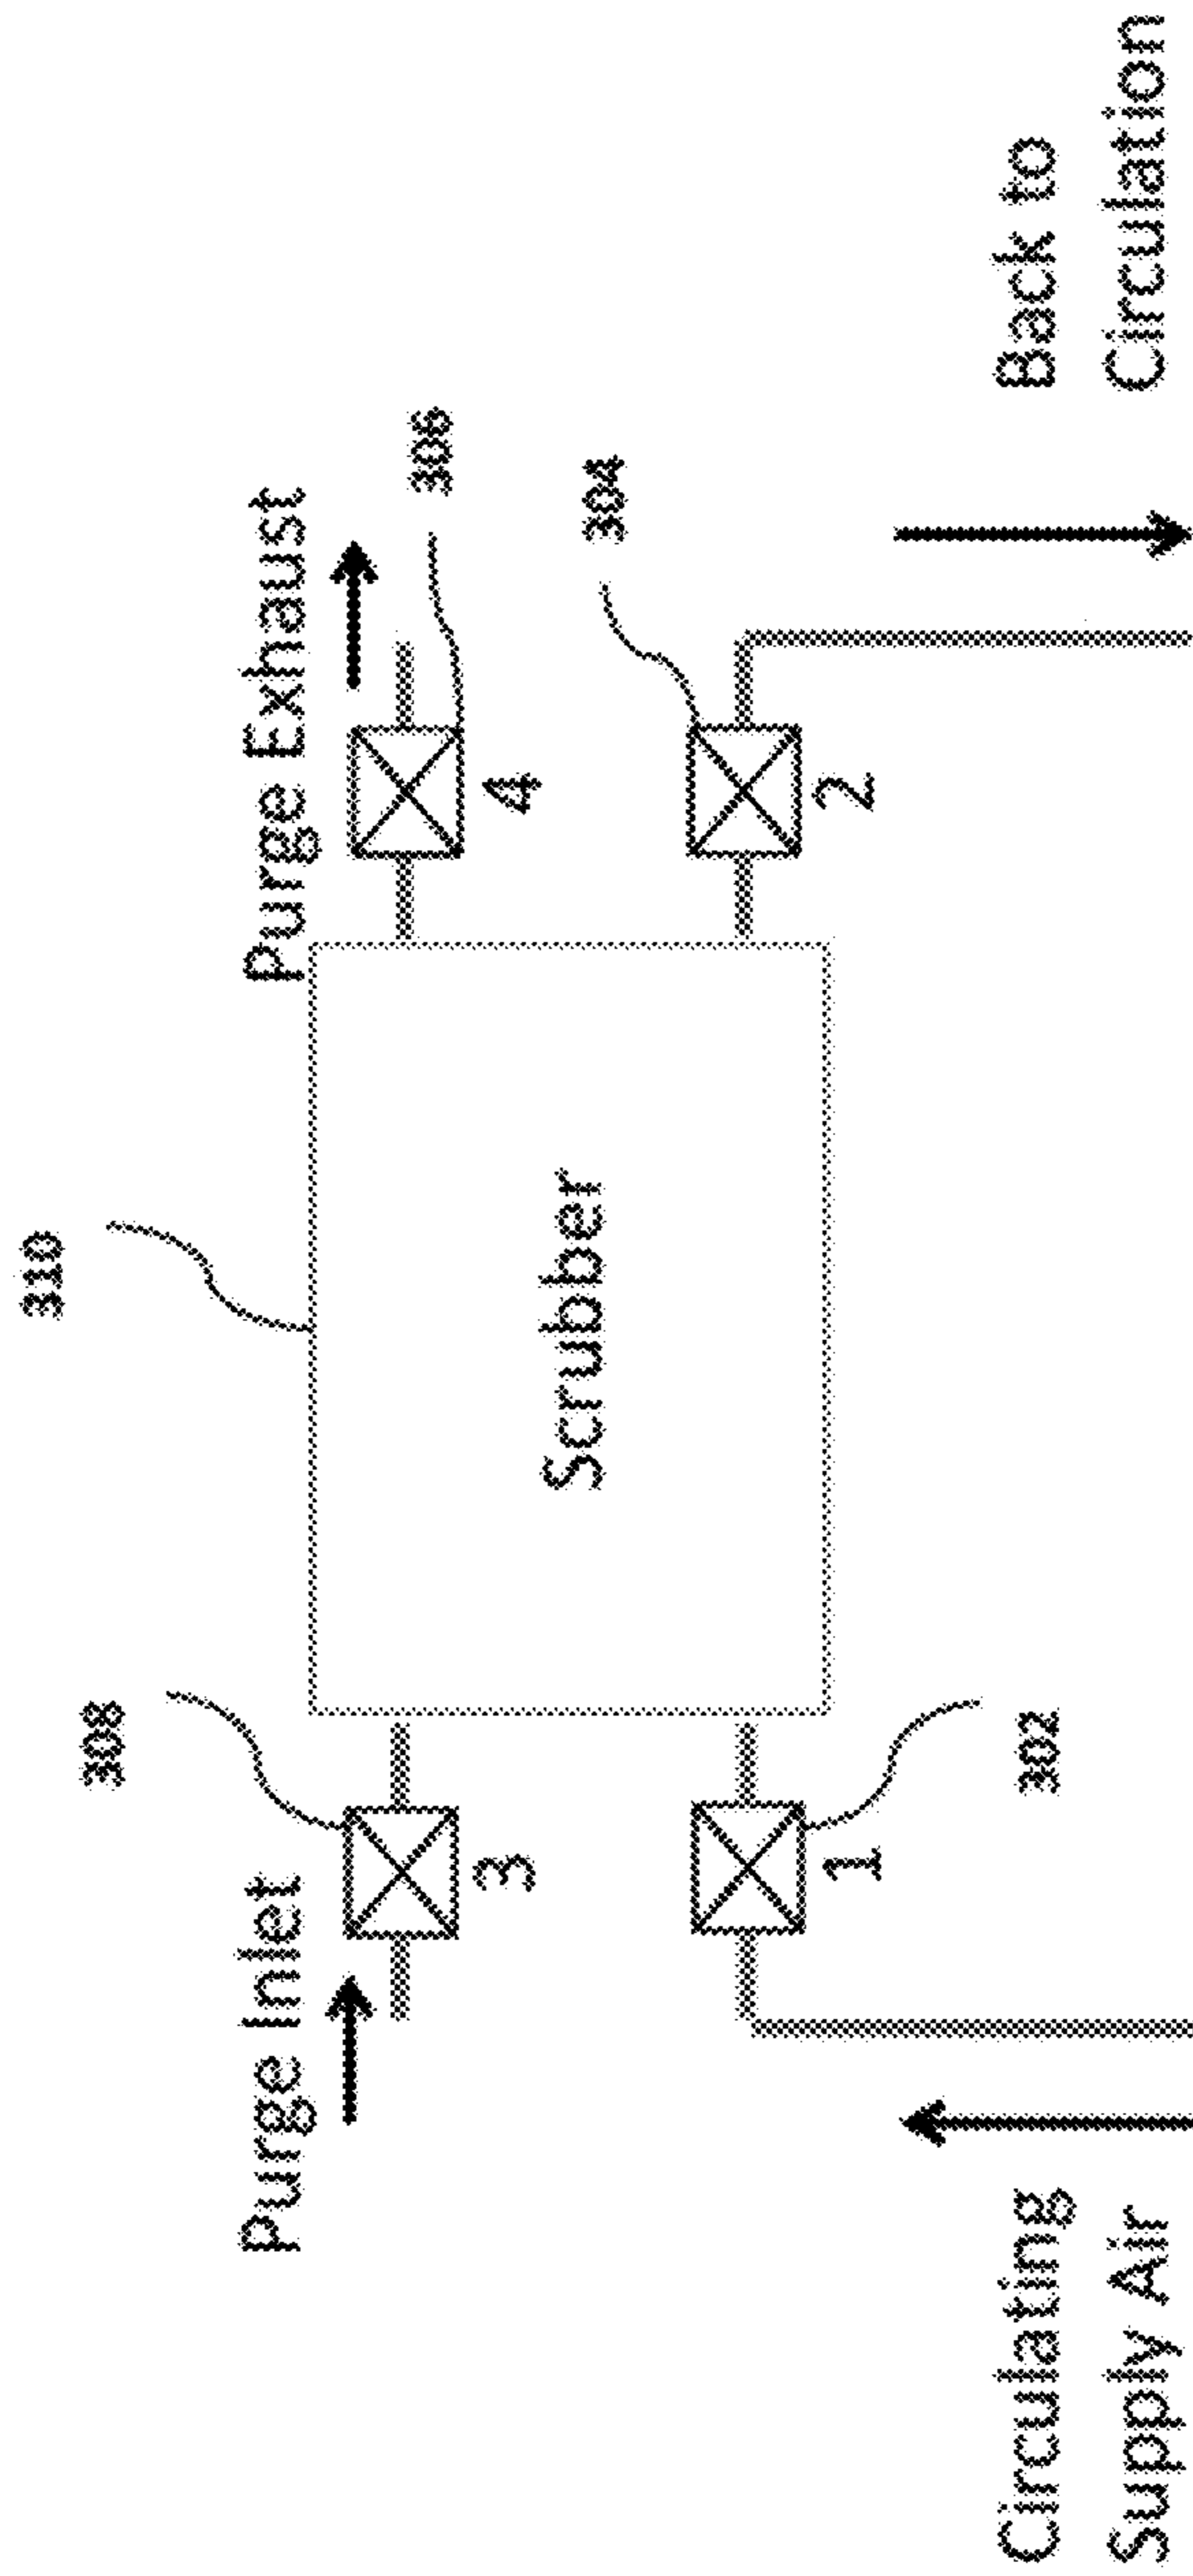 310
308
Purge Inlet
Purge Exhaust
306
3
4
Scrubber
304
1
2
302
Circulating
Supply Air
Back to
Circulation